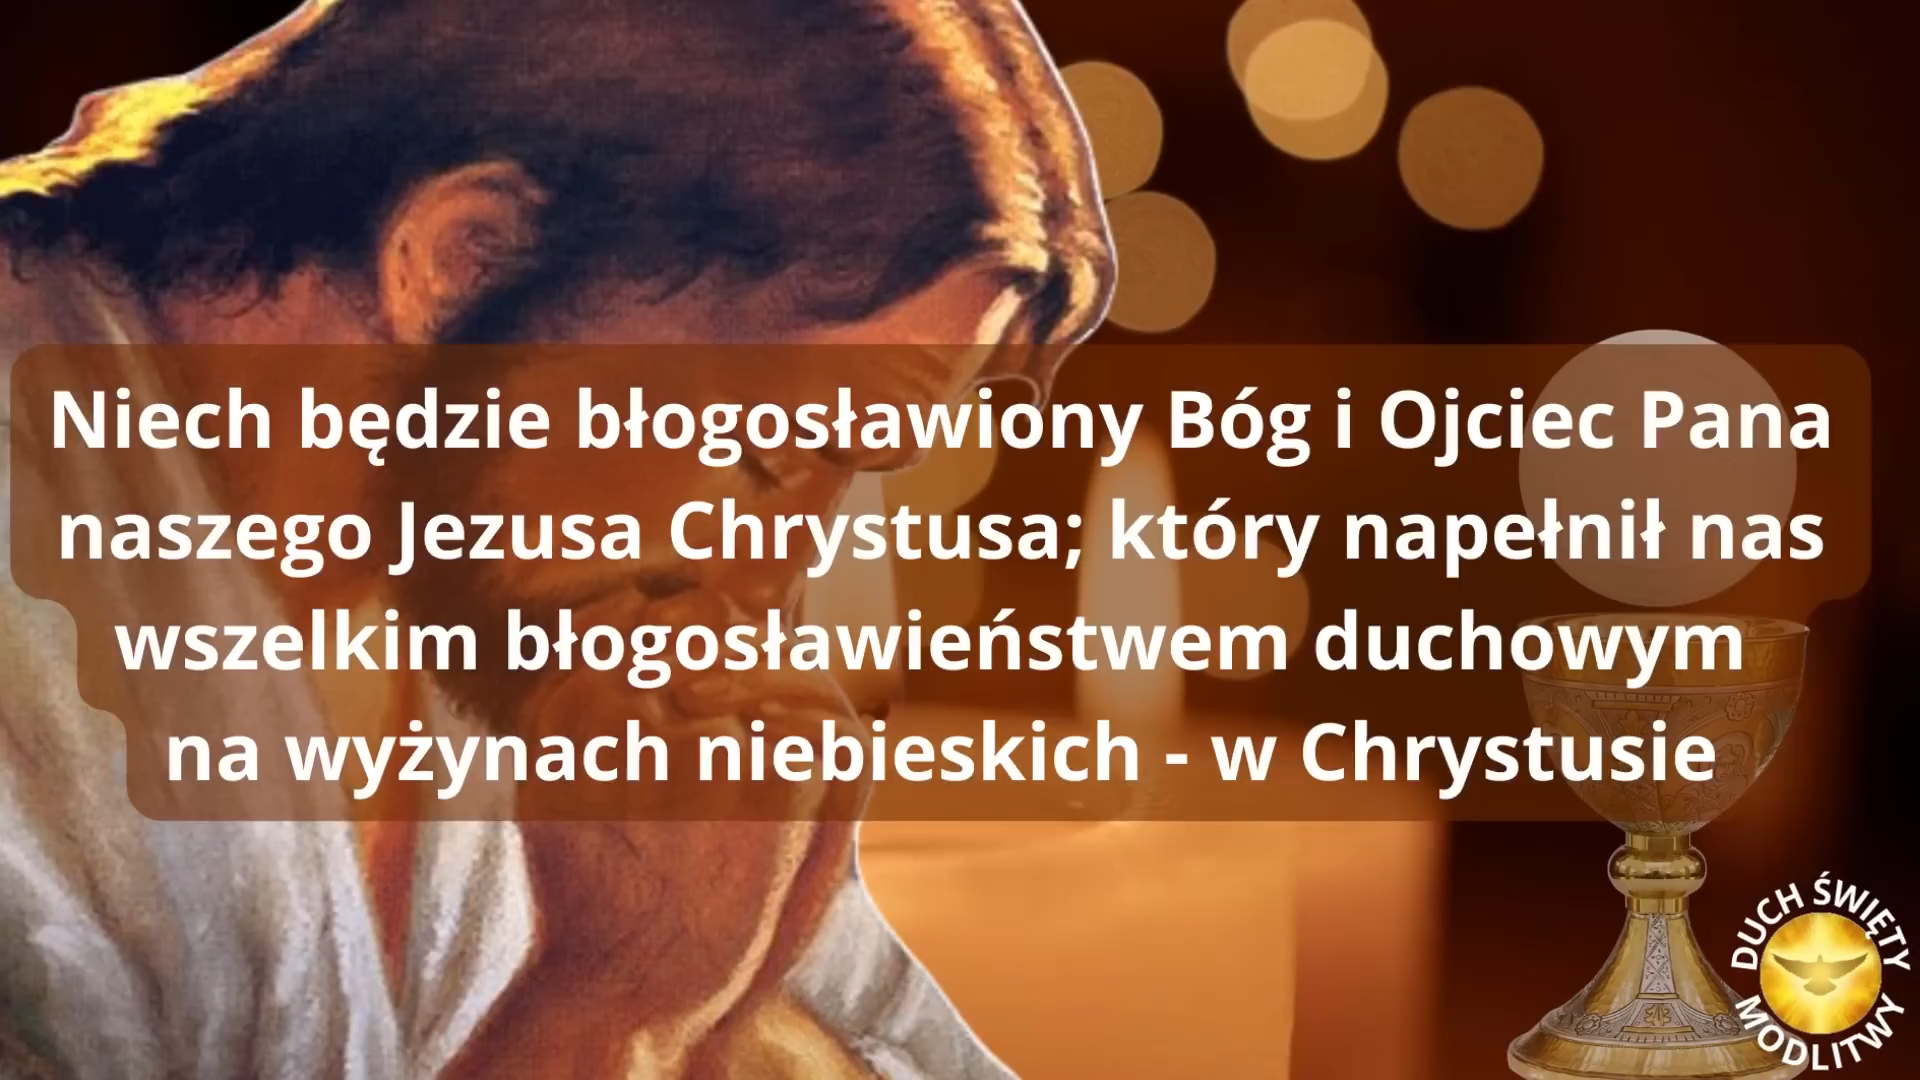 Niech będzie błogosławiony Bóg i Ojciec Pana
naszego Jezusa Chrystusa; który napełnił nas
wszelkim błogosławieństwem duchowym
na wyżynach niebieskich - w Chrystusie
DUCH ŚWIĘTY
MODLITWY